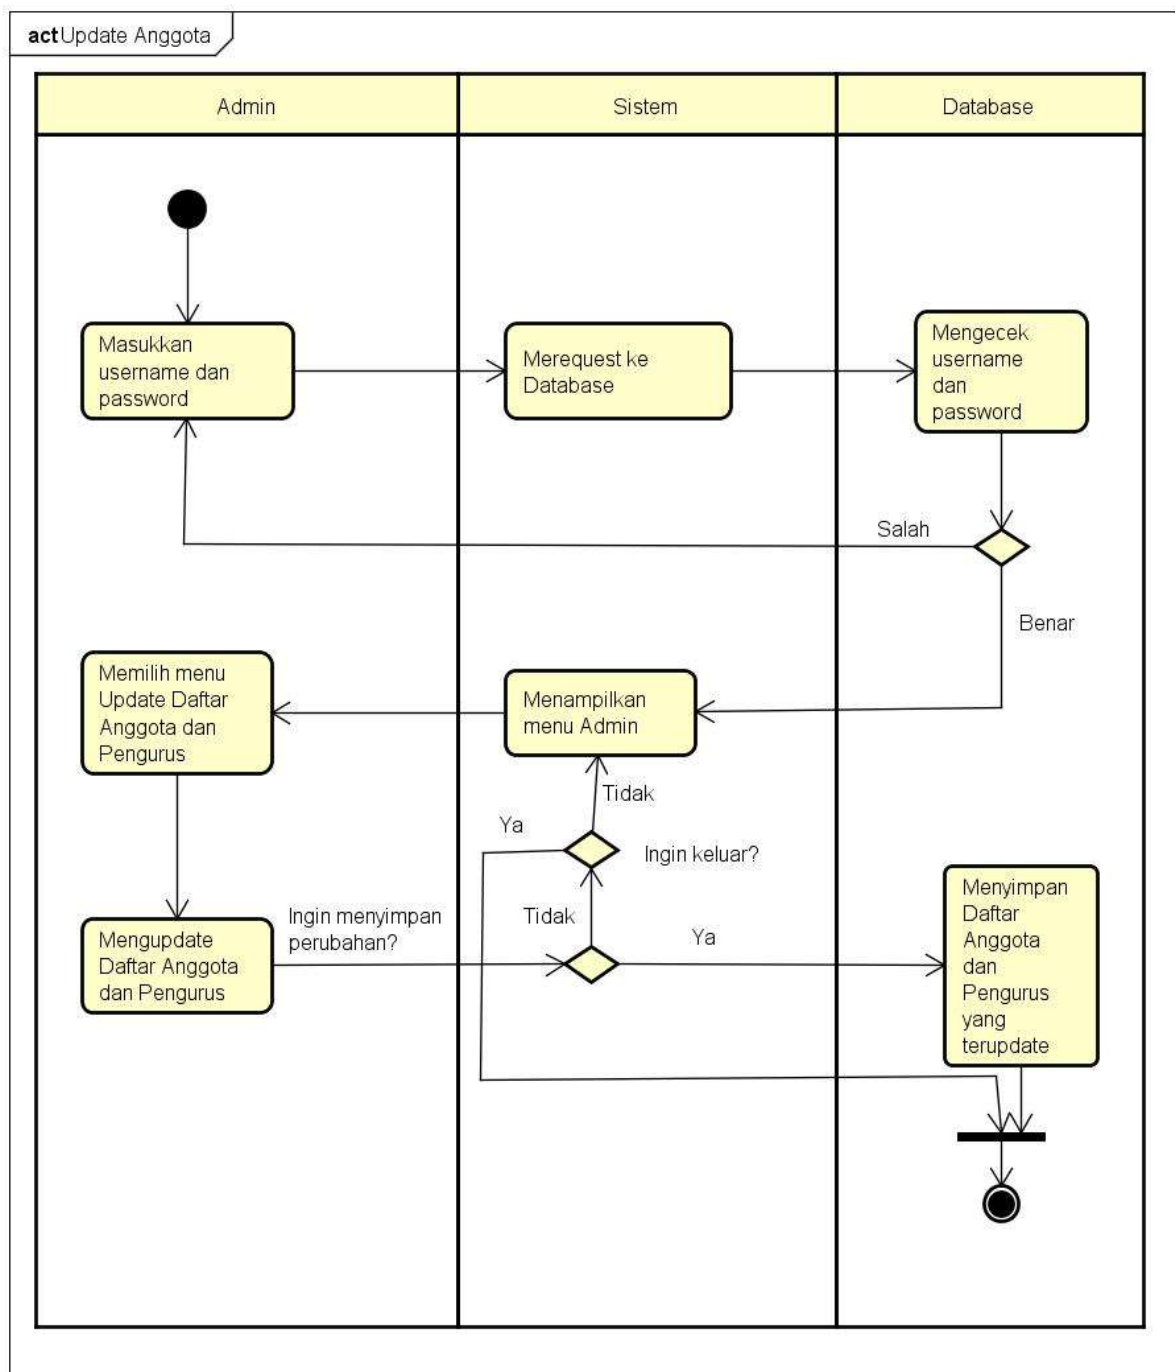 act Update Anggota
Admin
Sistem
Database
Masukkan
username dan
password
Merequest ke
Database
Mengecek
username
dan
password
Salah
Benar
Memilih menu
Update Daftar
Anggota dan
Pengurus
Menampilkan
menu Admin
Tidak
Ya
Ingin keluar?
Mengupdate
Daftar Anggota
dan Pengurus
Ingin menyimpan
perubahan?
Tidak
Ya
Menyimpan
Daftar
Anggota
dan
Pengurus
yang
terupdate